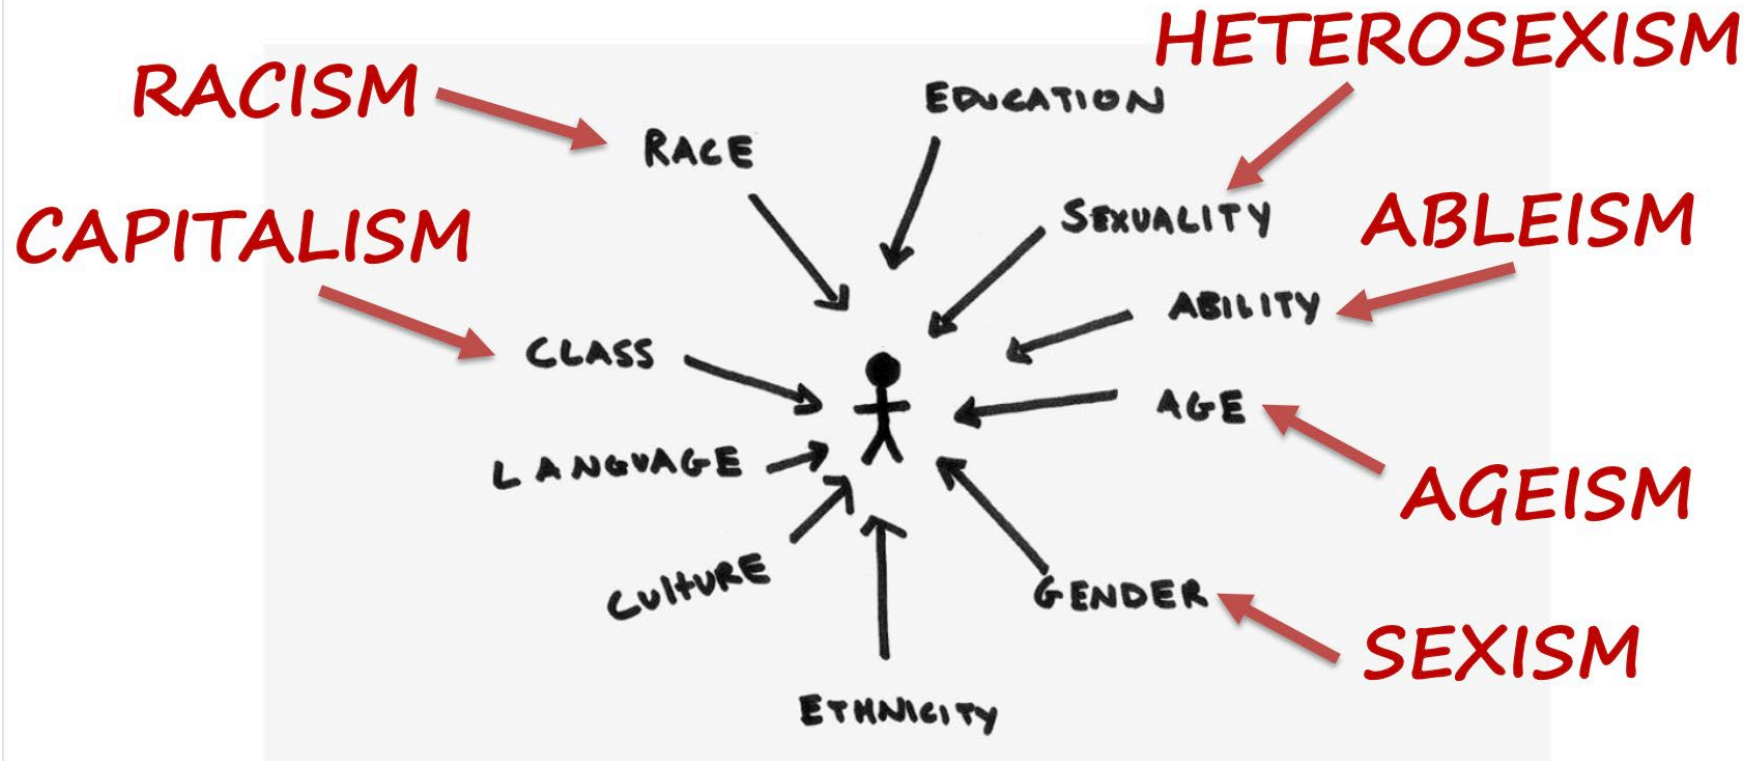 HETEROSEXISM
RACISM
EDUCATION
RACE
SEXUALITY
ABLEISM
CAPITALISM
ABILITY
CLASS
AGE
LANGUAGE
AGEISM
CULTURE
GENDER
SEXISM
ETHNICITY